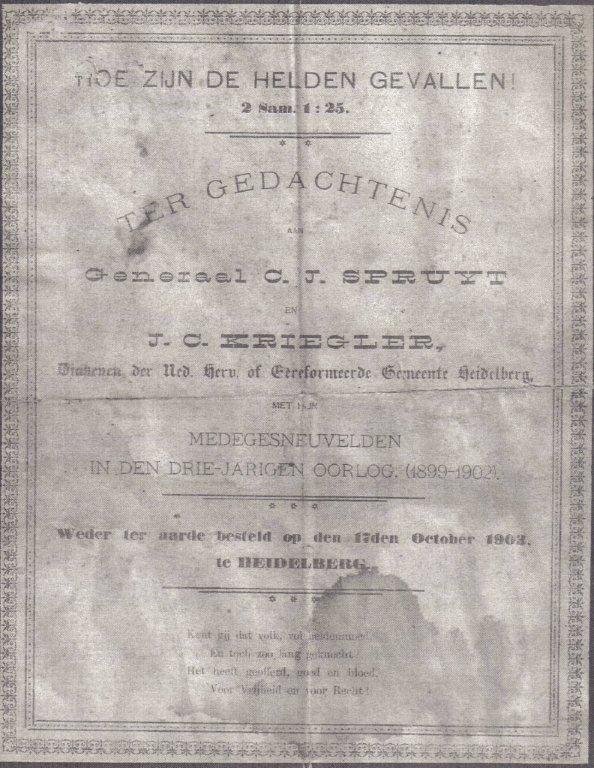 HOE ZIJN DE HELDEN GEVALLEN!
2 Sam. 1:25.
TER GEDACHTENIS
AAN
Generaal C. J. SPRUYT
EN
J. C. KRIEGLER,
Diakenen der Ned. Herv. of Gereformeerde Gemeente Heidelberg,
MET HUN
MEDEGESNEUVELDEN
IN DEN DRIE-JARIGEN OORLOG, (1899-1902).
Weder ter aarde besteld op den 17den October 1903,
te HEIDELBERG.
Kent gij dat volk, vol heldenmoed
En toch zoo lang geknecht
Het heeft geofferd, goed en bloed,
Voor Vrijheid en voor Recht!